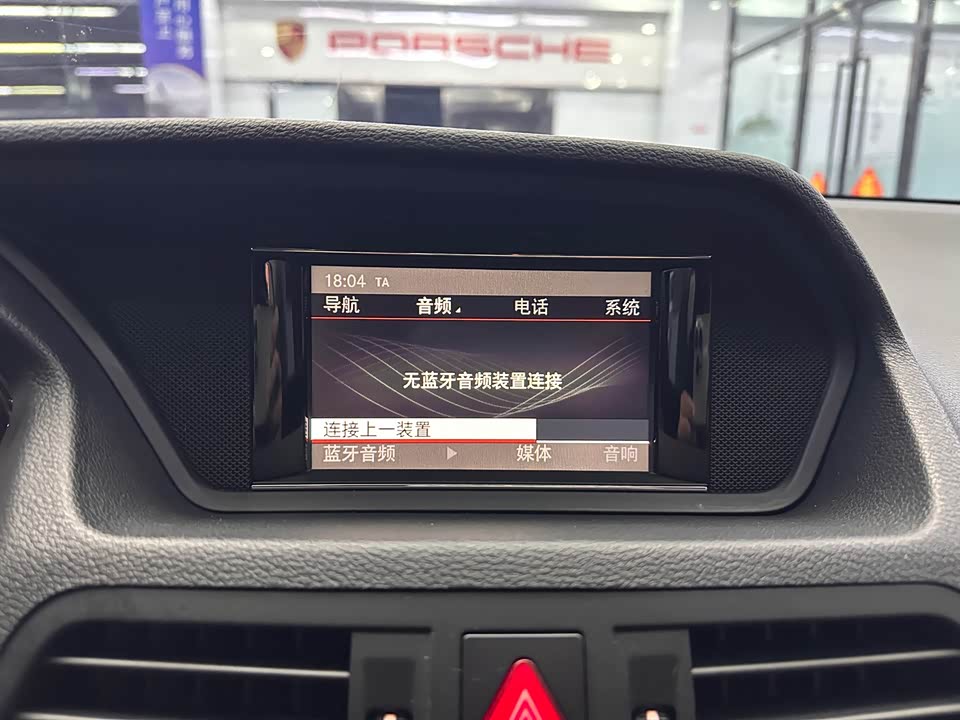 PORSCHE
18:04 TA
导航 音频 电话 系统
无蓝牙音频装置连接
连接上一装置
蓝牙音频 媒体 音响